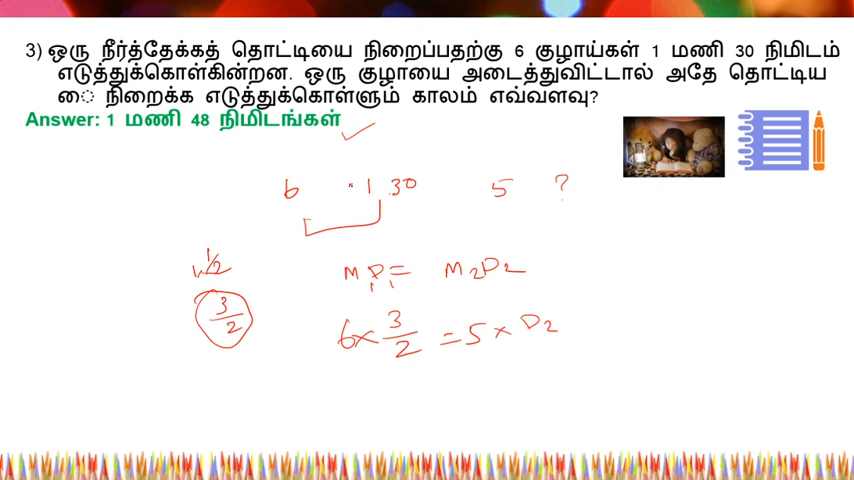 3) ஒரு நீர்த்தேக்கத் தொட்டியை நிறைப்பதற்கு 6 குழாய்கள் 1 மணி 30 நிமிடம்
எடுத்துக்கொள்கின்றன. ஒரு குழாயை அடைத்துவிட்டால் அதே தொட்டிய
ை நிறைக்க எடுத்துக்கொள்ளும் காலம் எவ்வளவு?
Answer: 1 மணி 48 நிமிடங்கள்
6 1 30 5 ?
1 1/2
M1D1 = M2D2
3/2
6 × 3/2 = 5 × D2